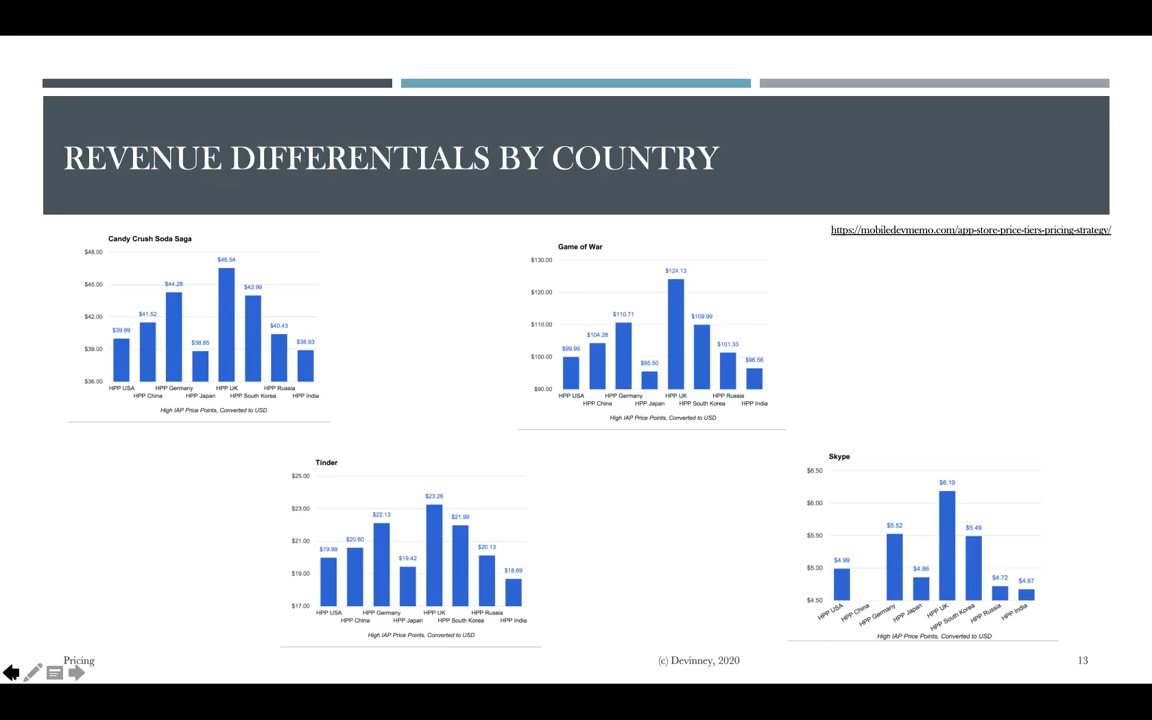 REVENUE DIFFERENTIALS BY COUNTRY
https://mobiledevmemo.com/app-store-price-tiers-pricing-strategy/
Candy Crush Soda Saga
$48.00
$45.00
$42.00
$39.00
$36.00
$39.99
$41.52
$44.28
$38.85
$46.54
$43.99
$40.43
$38.93
HPP USA
HPP China
HPP Germany
HPP Japan
HPP UK
HPP South Korea
HPP Russia
HPP India
High IAP Price Points, Converted to USD
Game of War
$130.00
$120.00
$110.00
$100.00
$90.00
$99.99
$104.28
$110.71
$95.50
$124.13
$109.99
$101.33
$96.56
HPP USA
HPP China
HPP Germany
HPP Japan
HPP UK
HPP South Korea
HPP Russia
HPP India
High IAP Price Points, Converted to USD
Tinder
$25.00
$23.00
$21.00
$19.00
$17.00
$19.99
$20.60
$22.13
$19.42
$23.26
$21.99
$20.13
$18.69
HPP USA
HPP China
HPP Germany
HPP Japan
HPP UK
HPP South Korea
HPP Russia
HPP India
High IAP Price Points, Converted to USD
Skype
$6.50
$6.00
$5.50
$5.00
$4.50
$4.99
$5.52
$4.86
$6.19
$5.49
$4.72
$4.67
HPP USA
HPP China
HPP Germany
HPP Japan
HPP UK
HPP South Korea
HPP Russia
HPP India
High IAP Price Points, Converted to USD
Pricing
(c) Devinney, 2020
13